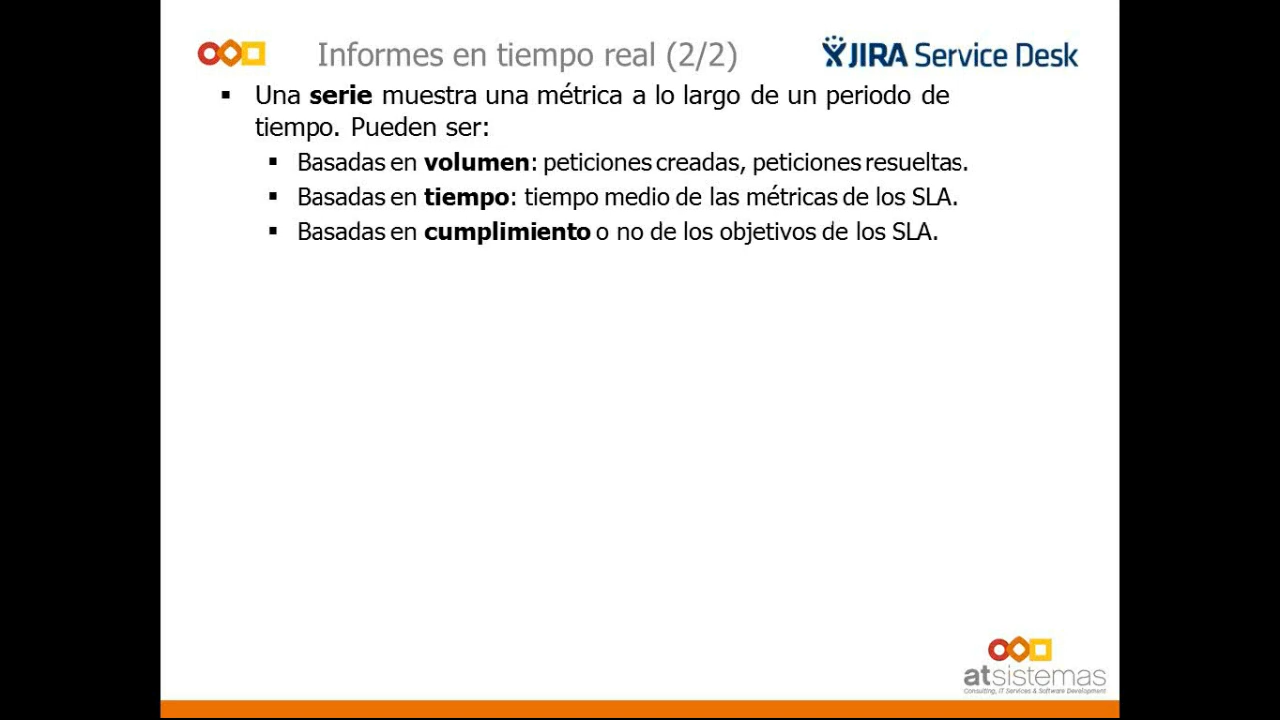 Informes en tiempo real (2/2)
JIRA Service Desk
▪ Una serie muestra una métrica a lo largo de un periodo de
tiempo. Pueden ser:
▪ Basadas en volumen: peticiones creadas, peticiones resueltas.
▪ Basadas en tiempo: tiempo medio de las métricas de los SLA.
▪ Basadas en cumplimiento o no de los objetivos de los SLA.
atsistemas
Consulting, IT Services & Software Development